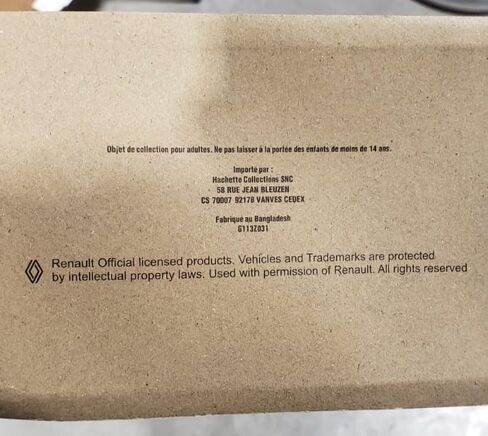 Objet de collection pour adultes. Ne pas laisser à la portée des enfants de moins de 14 ans.
Importé par :
Hachette Collections SNC
58 RUE JEAN BLEUZEN
CS 70007 92178 VANVES CEDEX
Fabriqué au Bangladesh
G113Z031
Renault Official licensed products. Vehicles and Trademarks are protected
by intellectual property laws. Used with permission of Renault. All rights reserved